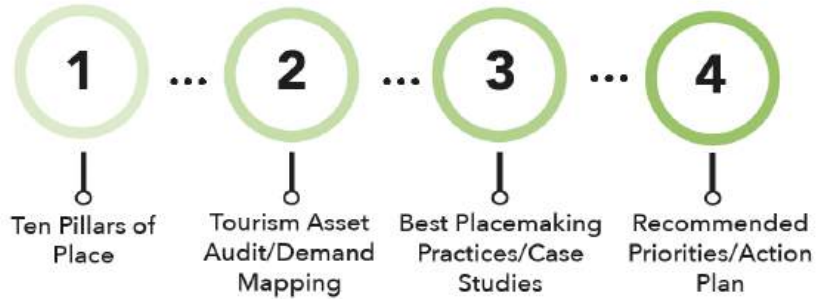 1 ... 2 ... 3 ... 4
Ten Pillars of
Place
Tourism Asset
Audit/Demand
Mapping
Best Placemaking
Practices/Case
Studies
Recommended
Priorities/Action
Plan